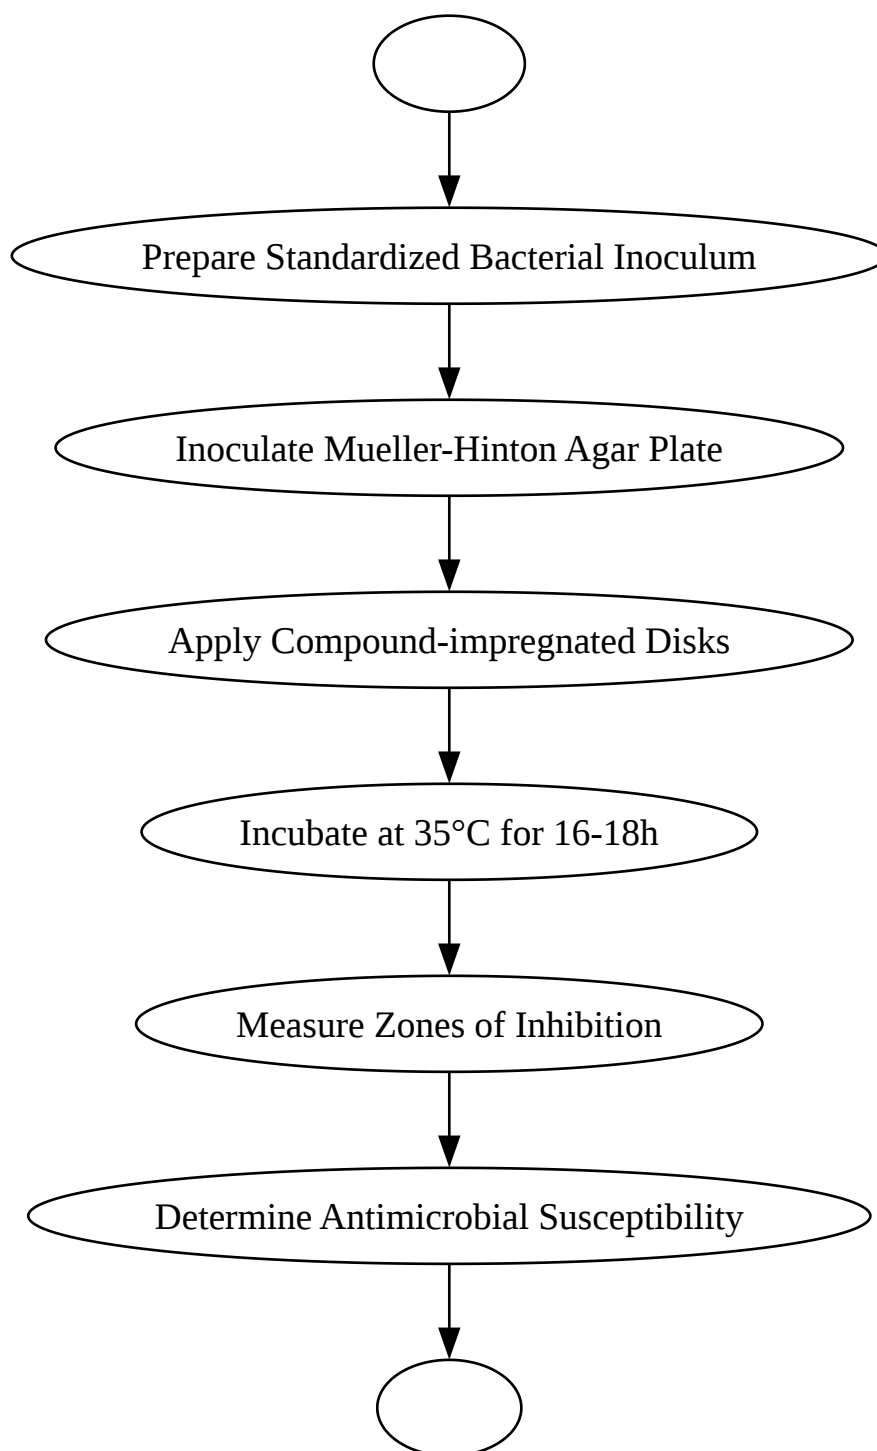 Prepare Standardized Bacterial Inoculum
Inoculate Mueller-Hinton Agar Plate
Apply Compound-impregnated Disks
Incubate at 35°C for 16-18h
Measure Zones of Inhibition
Determine Antimicrobial Susceptibility